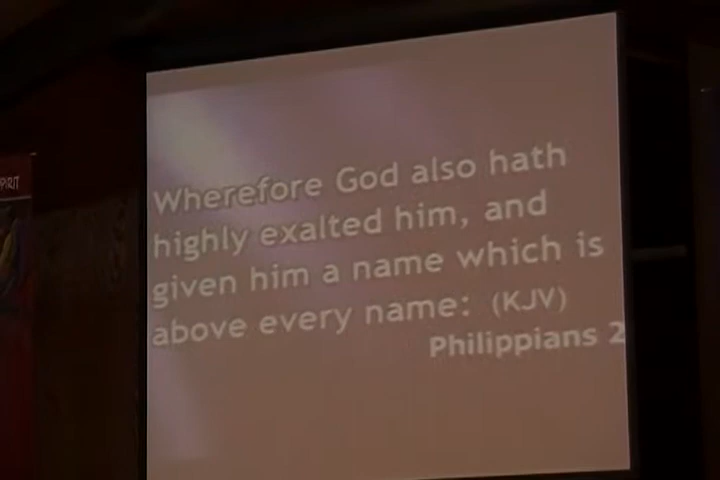 PIRIT
Wherefore God also hath
highly exalted him, and
given him a name which is
above every name: (KJV)
Philippians 2